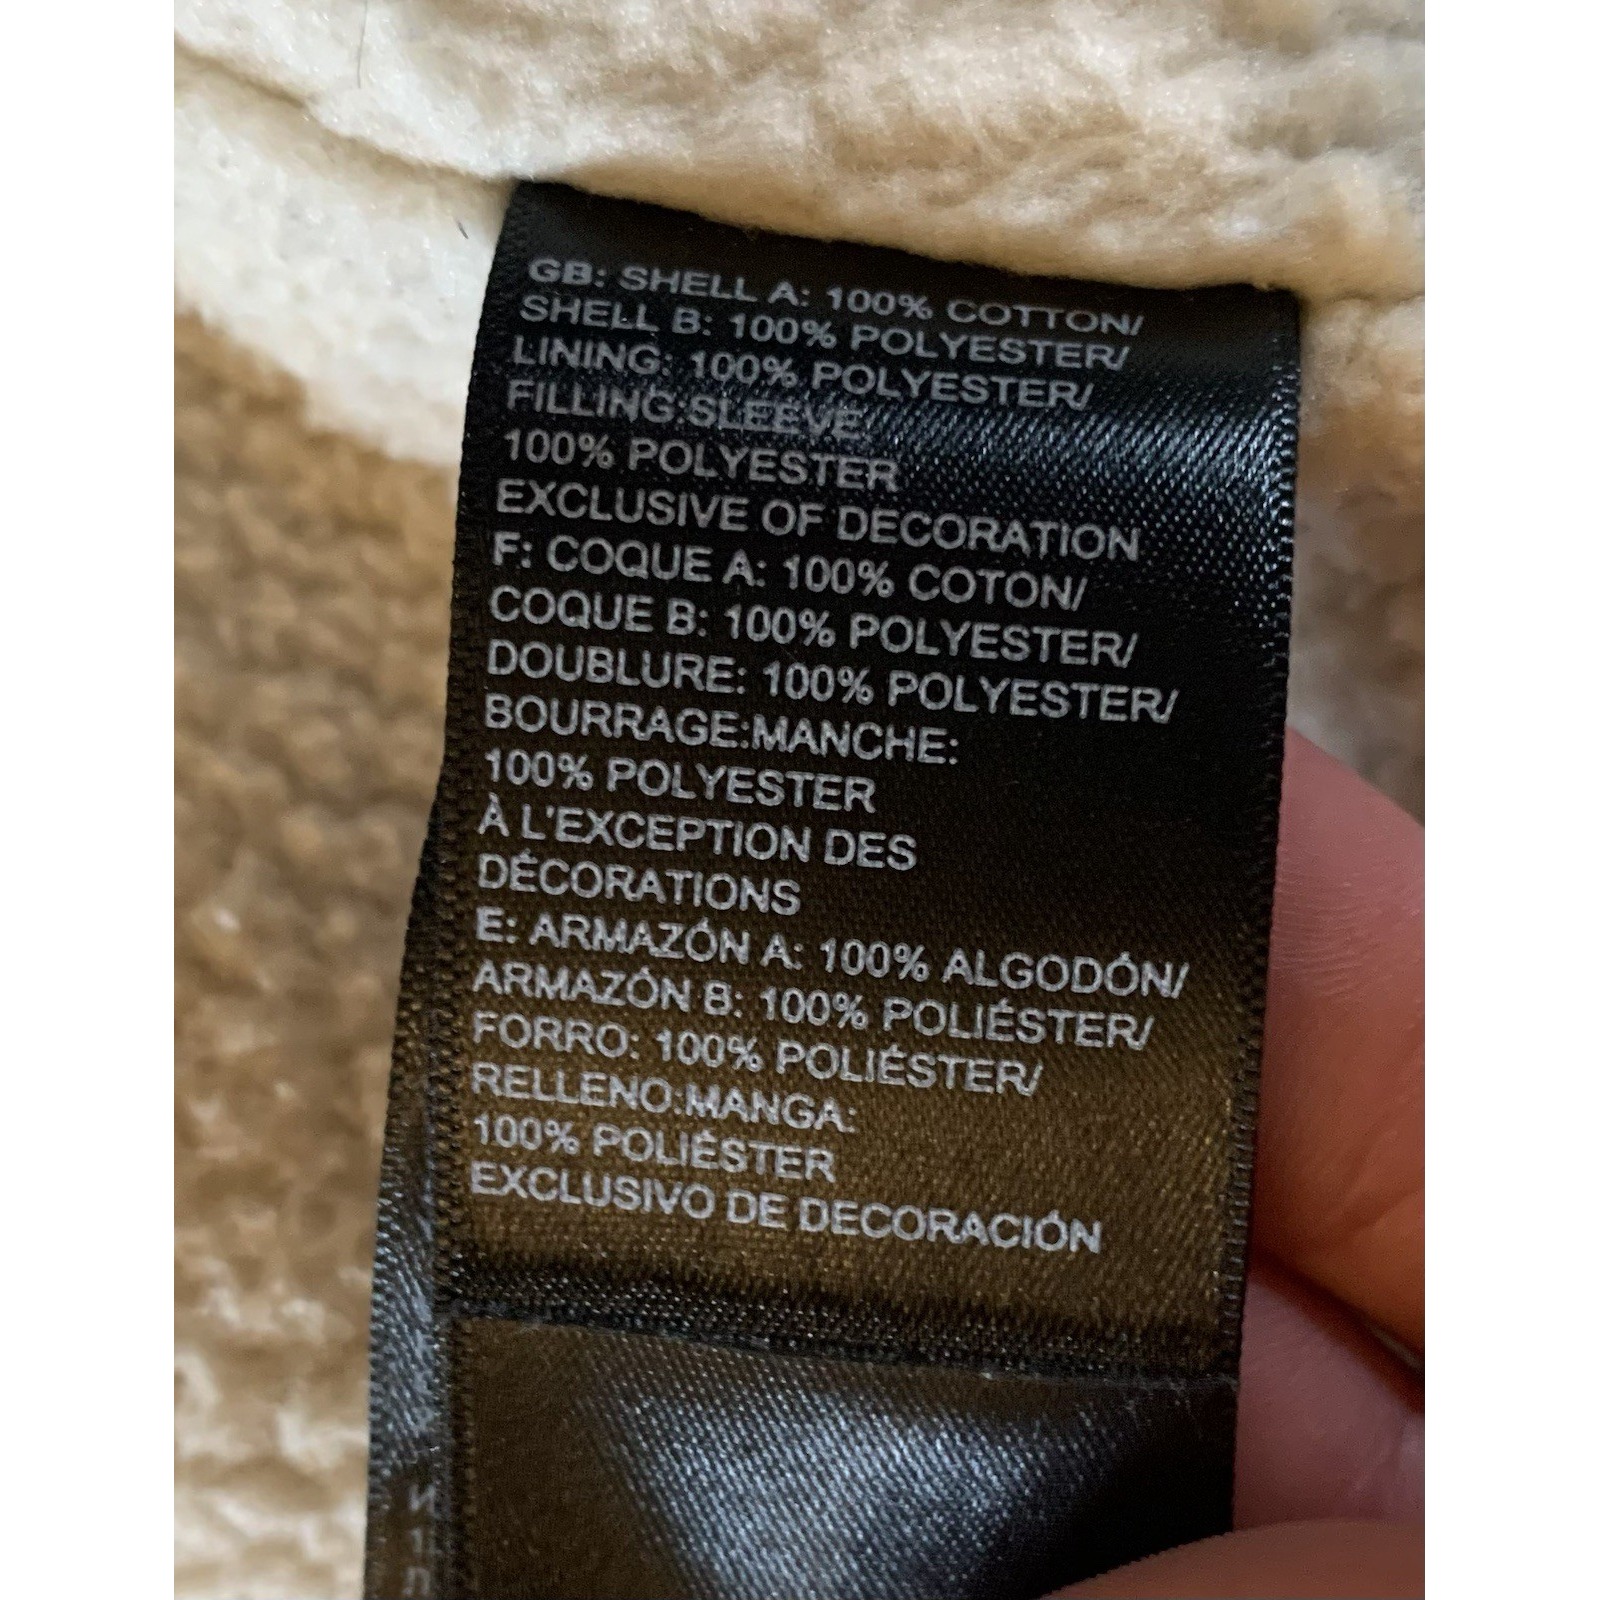 GB: SHELL A: 100% COTTON/
SHELL B: 100% POLYESTER/
LINING: 100% POLYESTER/
FILLING:SLEEVE:
100% POLYESTER
EXCLUSIVE OF DECORATION
F: COQUE A: 100% COTON/
COQUE B: 100% POLYESTER/
DOUBLURE: 100% POLYESTER/
BOURRAGE:MANCHE:
100% POLYESTER
À L'EXCEPTION DES
DÉCORATIONS
E: ARMAZÓN A: 100% ALGODÓN/
ARMAZÓN B: 100% POLIÉSTER/
FORRO: 100% POLIÉSTER/
RELLENO:MANGA:
100% POLIÉSTER
EXCLUSIVO DE DECORACIÓN